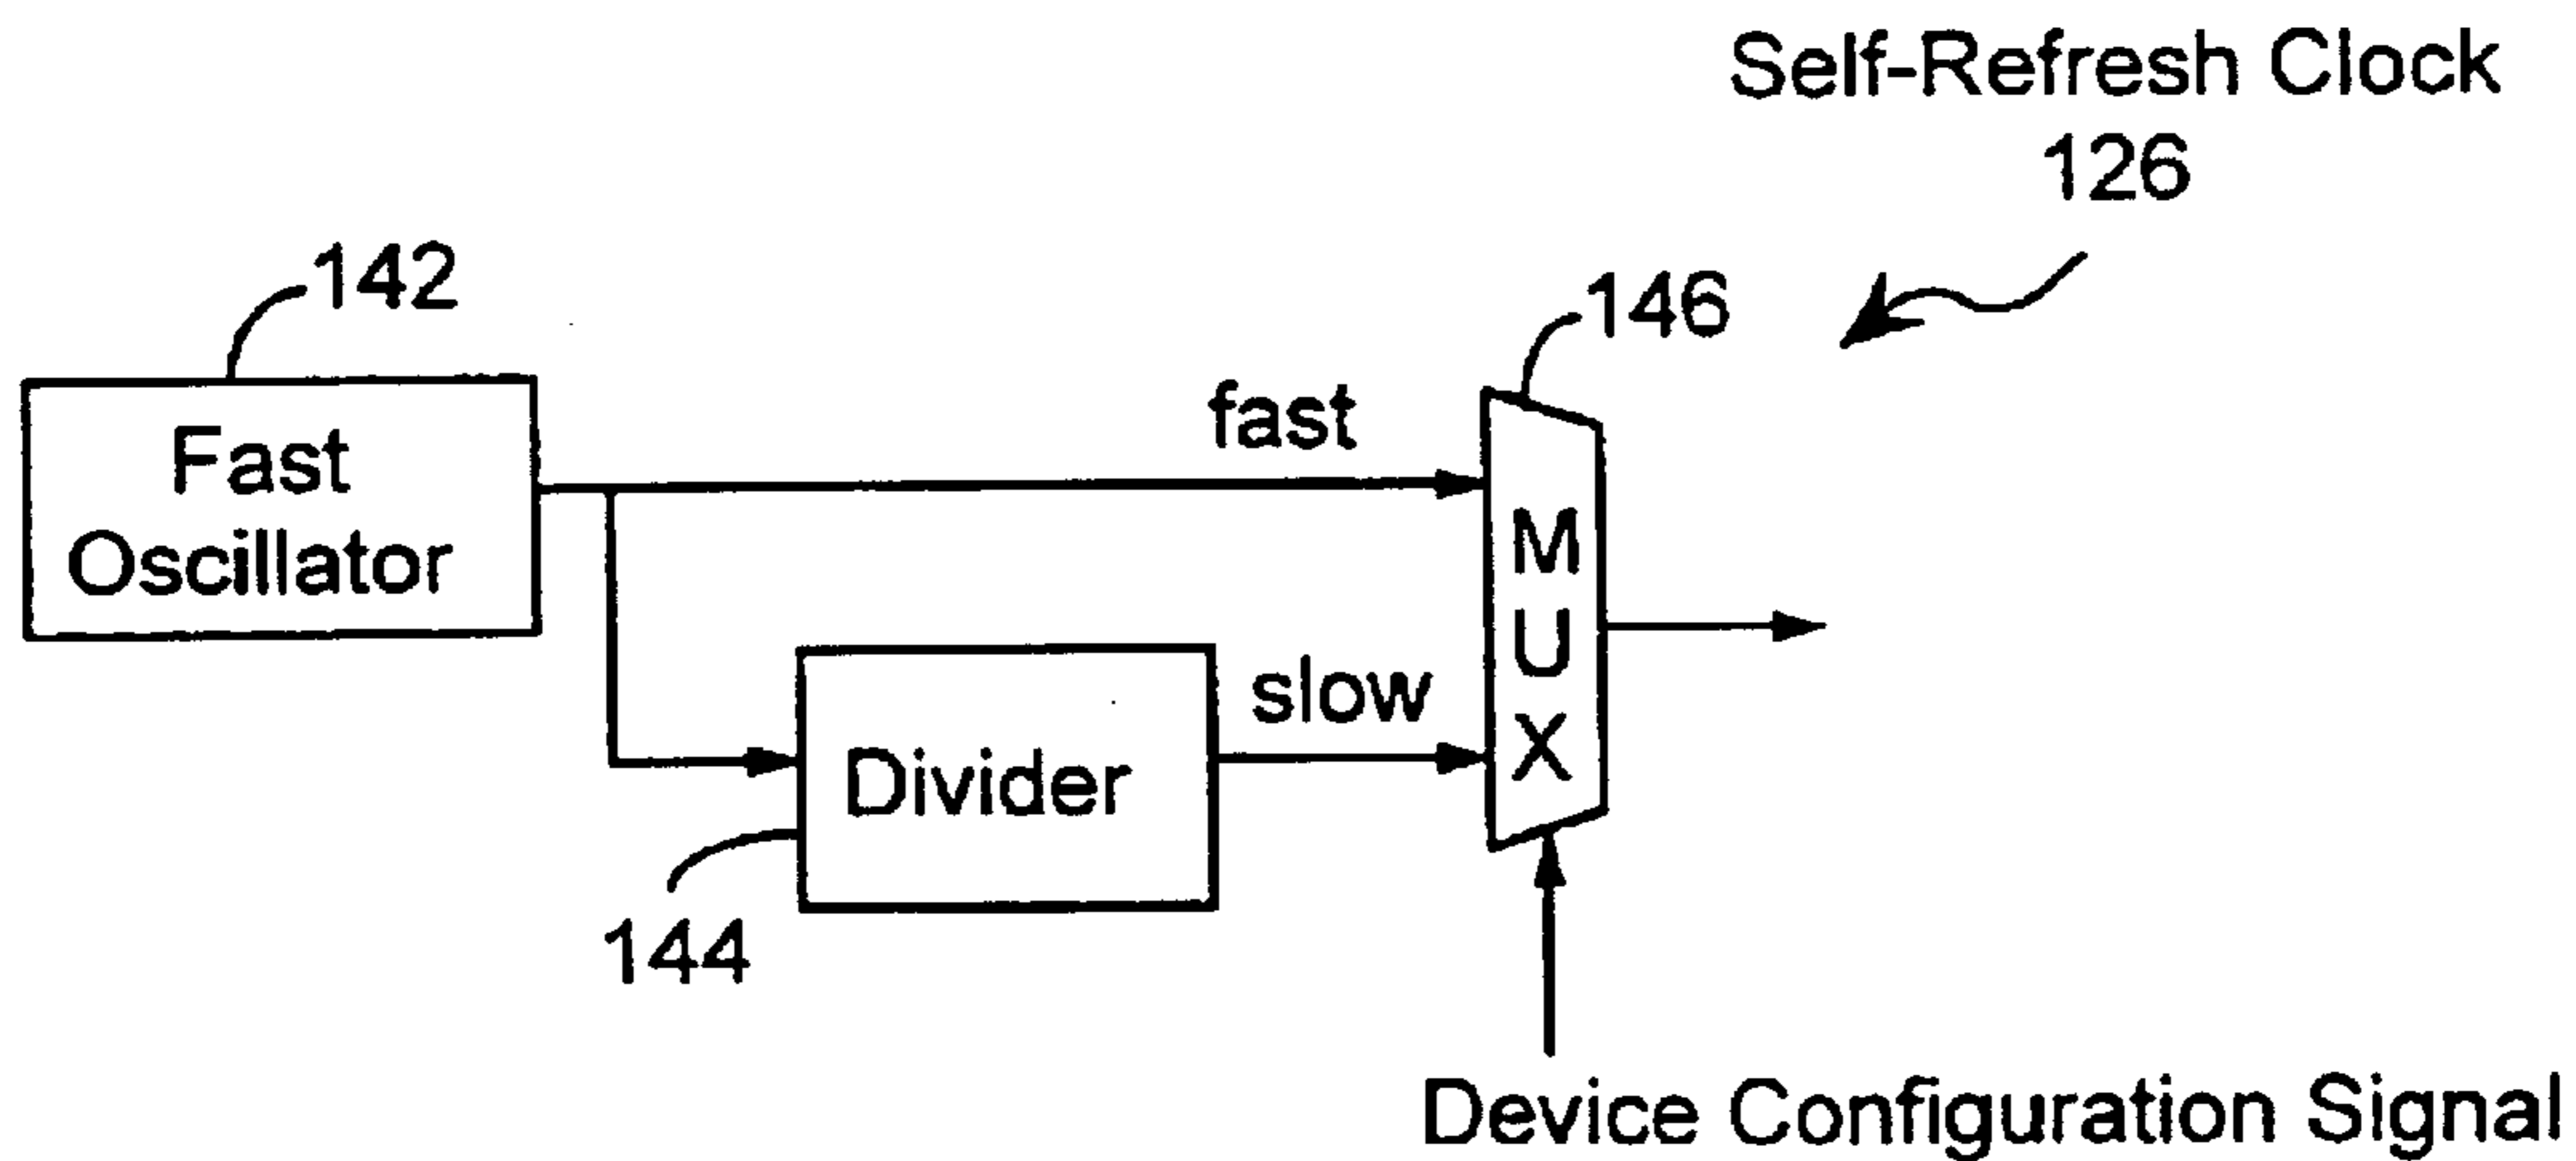 Self-Refresh Clock
126
142
146
Fast
Oscillator
fast
M
U
X
slow
Divider
144
Device Configuration Signal